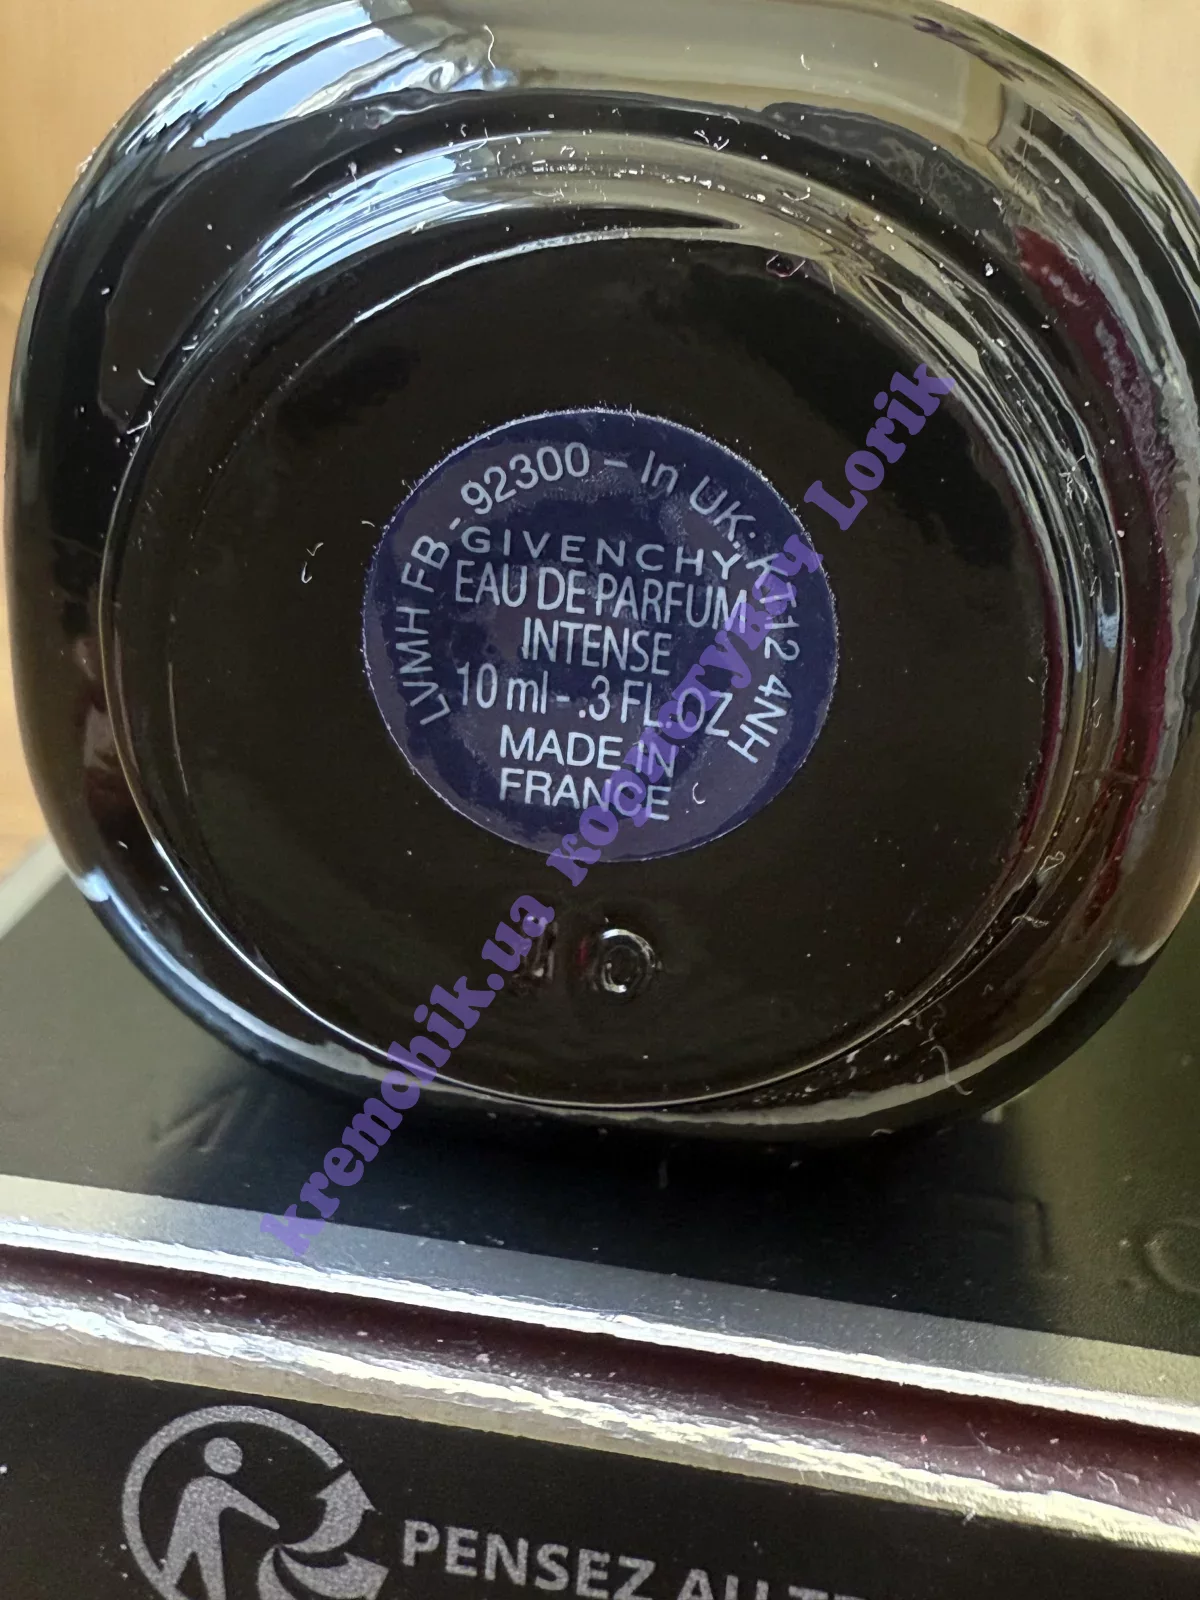 LVMH FB - 92300 – In UK: KT12 4NH
GIVENCHY
EAU DE PARFUM
INTENSE
10 ml - .3 FL.OZ
MADE IN
FRANCE
kremchik.ua користувач Lorik
PENSEZ AU